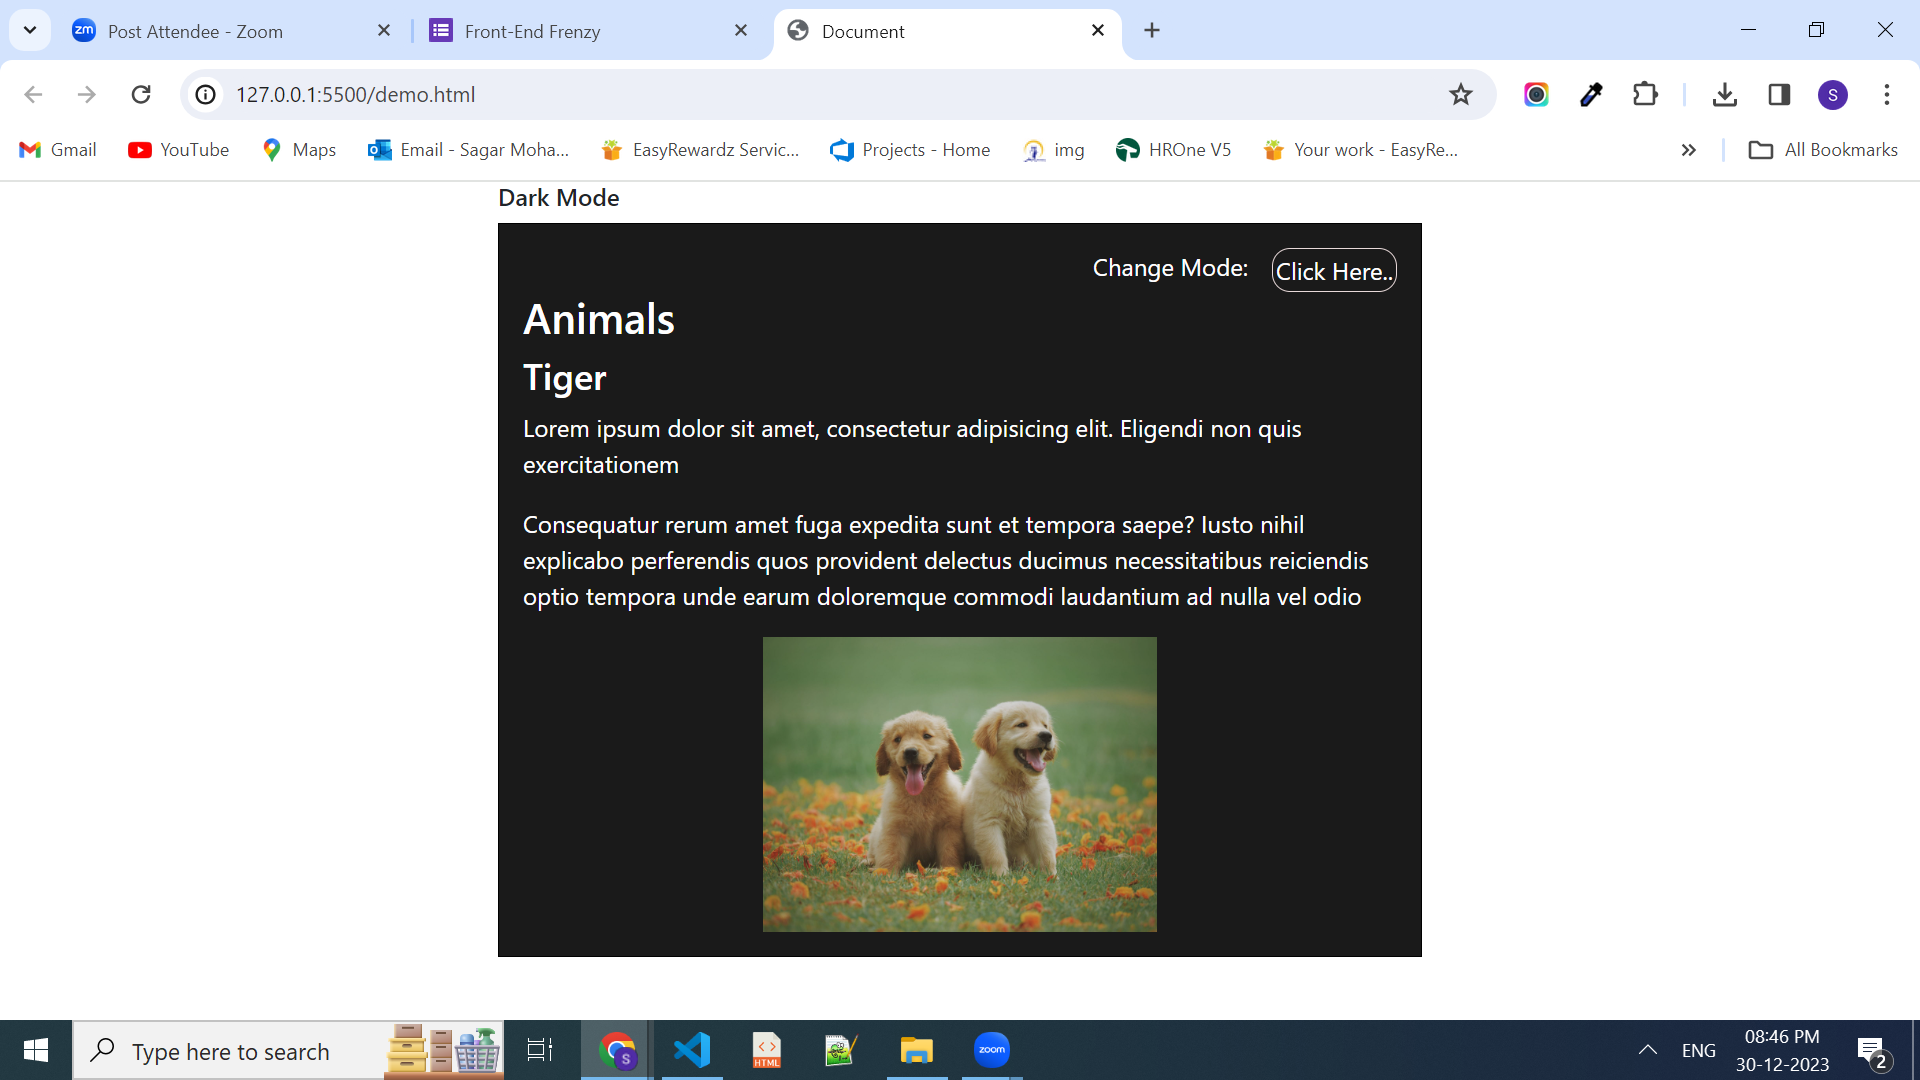 zm Post Attendee - Zoom
Front-End Frenzy
Document
127.0.0.1:5500/demo.html
S
Gmail
YouTube
Maps
Email - Sagar Moha...
EasyRewardz Servic...
Projects - Home
img
HROne V5
Your work - EasyRe...
All Bookmarks
Dark Mode
Change Mode: Click Here..
Animals
Tiger
Lorem ipsum dolor sit amet, consectetur adipisicing elit. Eligendi non quis
exercitationem
Consequatur rerum amet fuga expedita sunt et tempora saepe? Iusto nihil
explicabo perferendis quos provident delectus ducimus necessitatibus reiciendis
optio tempora unde earum doloremque commodi laudantium ad nulla vel odio
Type here to search
S
HTML
zoom
ENG
08:46 PM
30-12-2023
2